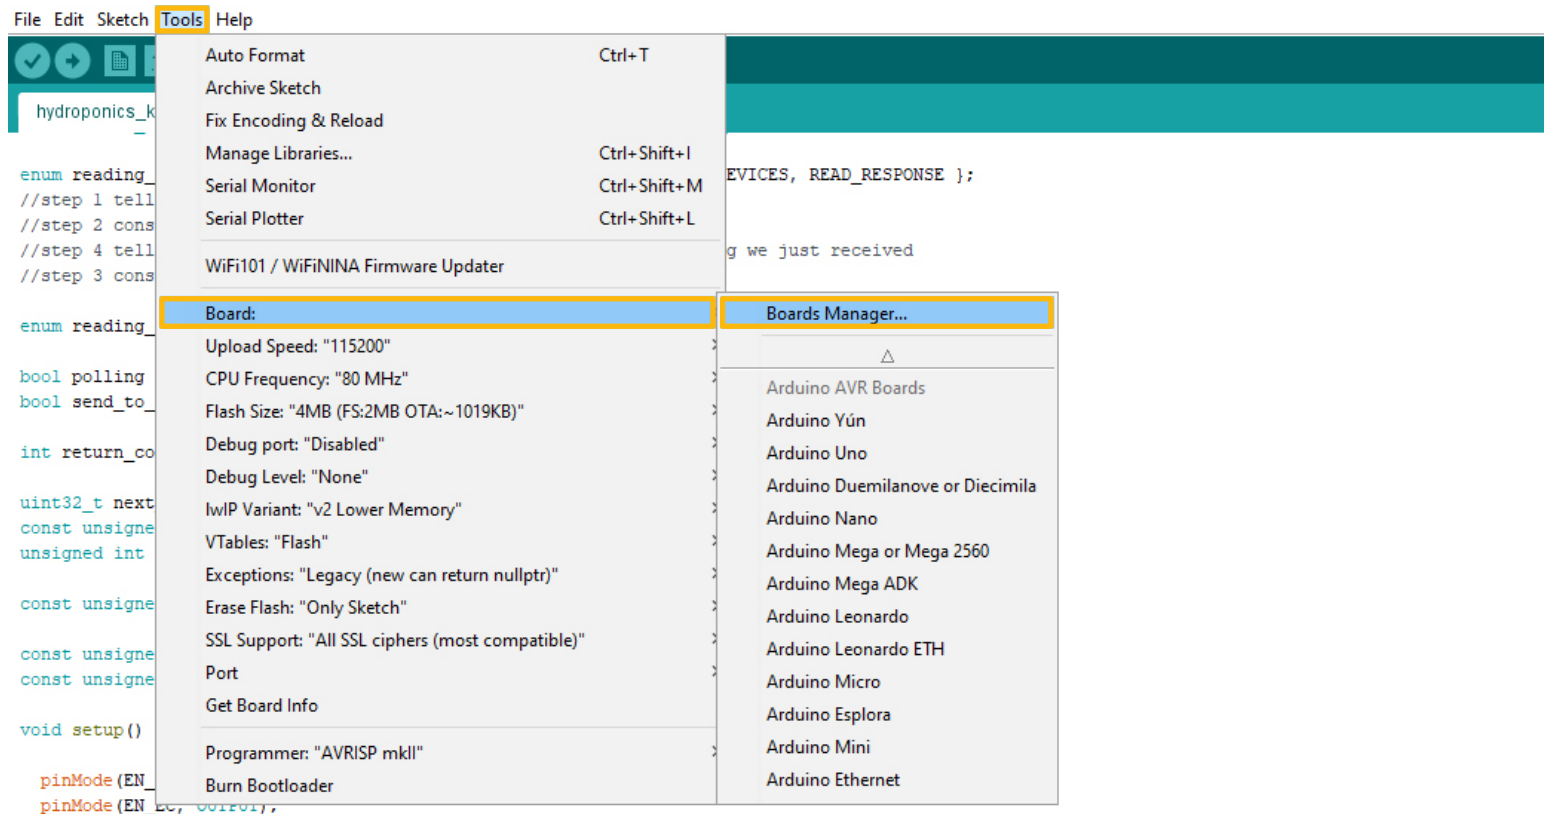 File Edit Sketch Tools Help
hydroponics_k
Auto Format Ctrl+T
Archive Sketch
Fix Encoding & Reload
Manage Libraries... Ctrl+Shift+I
Serial Monitor Ctrl+Shift+M
Serial Plotter Ctrl+Shift+L
WiFi101 / WiFiNINA Firmware Updater
Board:
Upload Speed: "115200"
CPU Frequency: "80 MHz"
Flash Size: "4MB (FS:2MB OTA:~1019KB)"
Debug port: "Disabled"
Debug Level: "None"
lwIP Variant: "v2 Lower Memory"
VTables: "Flash"
Exceptions: "Legacy (new can return nullptr)"
Erase Flash: "Only Sketch"
SSL Support: "All SSL ciphers (most compatible)"
Port
Get Board Info
Programmer: "AVRISP mkII"
Burn Bootloader
Boards Manager...
Arduino AVR Boards
Arduino Yún
Arduino Uno
Arduino Duemilanove or Diecimila
Arduino Nano
Arduino Mega or Mega 2560
Arduino Mega ADK
Arduino Leonardo
Arduino Leonardo ETH
Arduino Micro
Arduino Esplora
Arduino Mini
Arduino Ethernet
enum reading_ EVICES, READ_RESPONSE };
//step 1 tell
//step 2 cons
//step 4 tell g we just received
//step 3 cons
enum reading_
bool polling
bool send_to_
int return_co
uint32_t next
const unsigne
unsigned int
const unsigne
const unsigne
const unsigne
void setup()
pinMode(EN_
pinMode(EN_EC, OUTPUT);